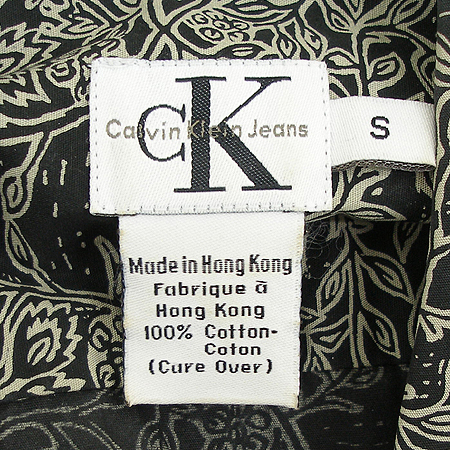 cK
Calvin Klein Jeans
S
Made in Hong Kong
Fabrique à
Hong Kong
100% Cotton-
Coton
(Cure Over)